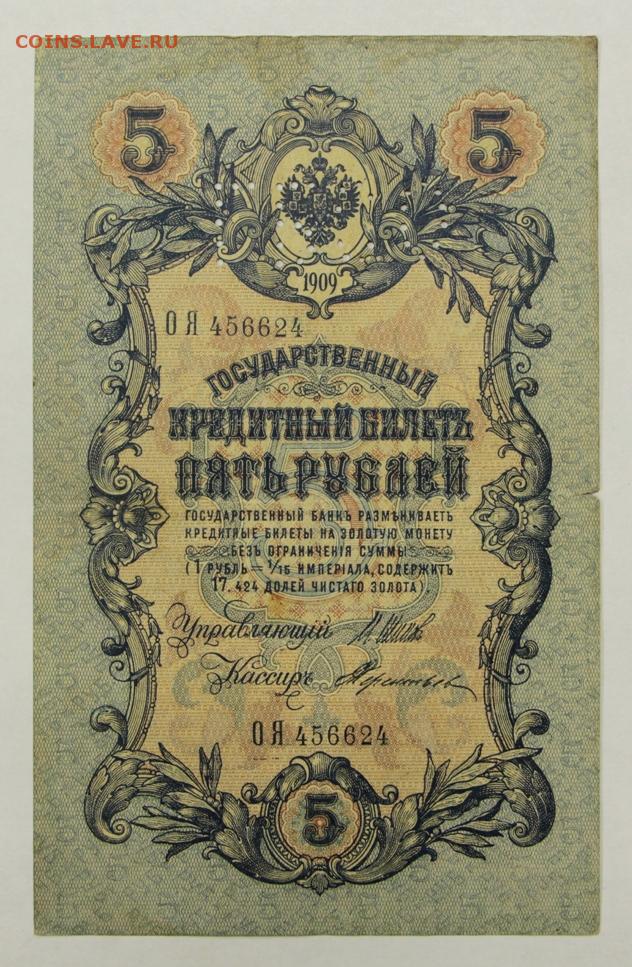 COINS.LAVE.RU
5 5
1909
ОЯ 456624
ГОСУДАРСТВЕННЫЙ
КРЕДИТНЫЙ БИЛЕТЪ
ПЯТЬ РУБЛЕЙ
ГОСУДАРСТВЕННЫЙ БАНКЪ РАЗМѢНИВАЕТЪ
КРЕДИТНЫЕ БИЛЕТЫ НА ЗОЛОТУЮ МОНЕТУ
БЕЗЪ ОГРАНИЧЕНІЯ СУММЫ
(1 РУБЛЬ = 1/15 ИМПЕРІАЛА, СОДЕРЖИТЪ
17,424 ДОЛЕЙ ЧИСТАГО ЗОЛОТА).
Управляющій
Кассиръ
ОЯ 456624
5